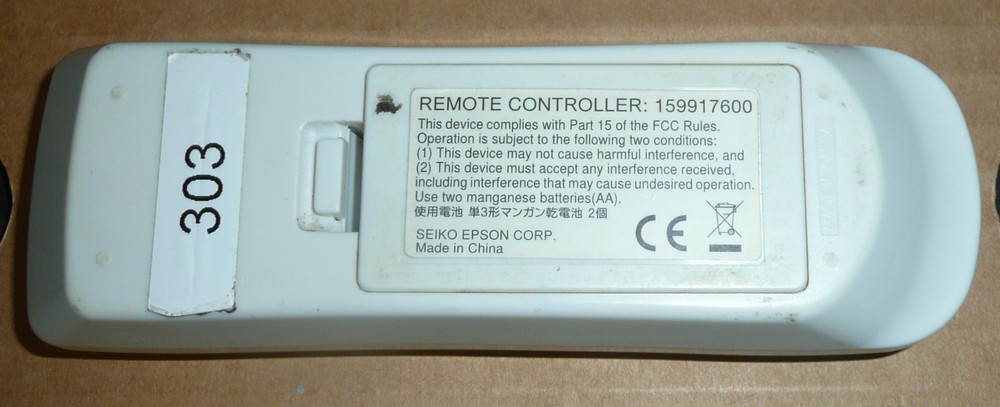 303
REMOTE CONTROLLER: 159917600
This device complies with Part 15 of the FCC Rules.
Operation is subject to the following two conditions:
(1) This device may not cause harmful interference, and
(2) This device must accept any interference received,
including interference that may cause undesired operation.
Use two manganese batteries(AA).
使用電池 単3形マンガン乾電池 2個
SEIKO EPSON CORP.
Made in China
CE